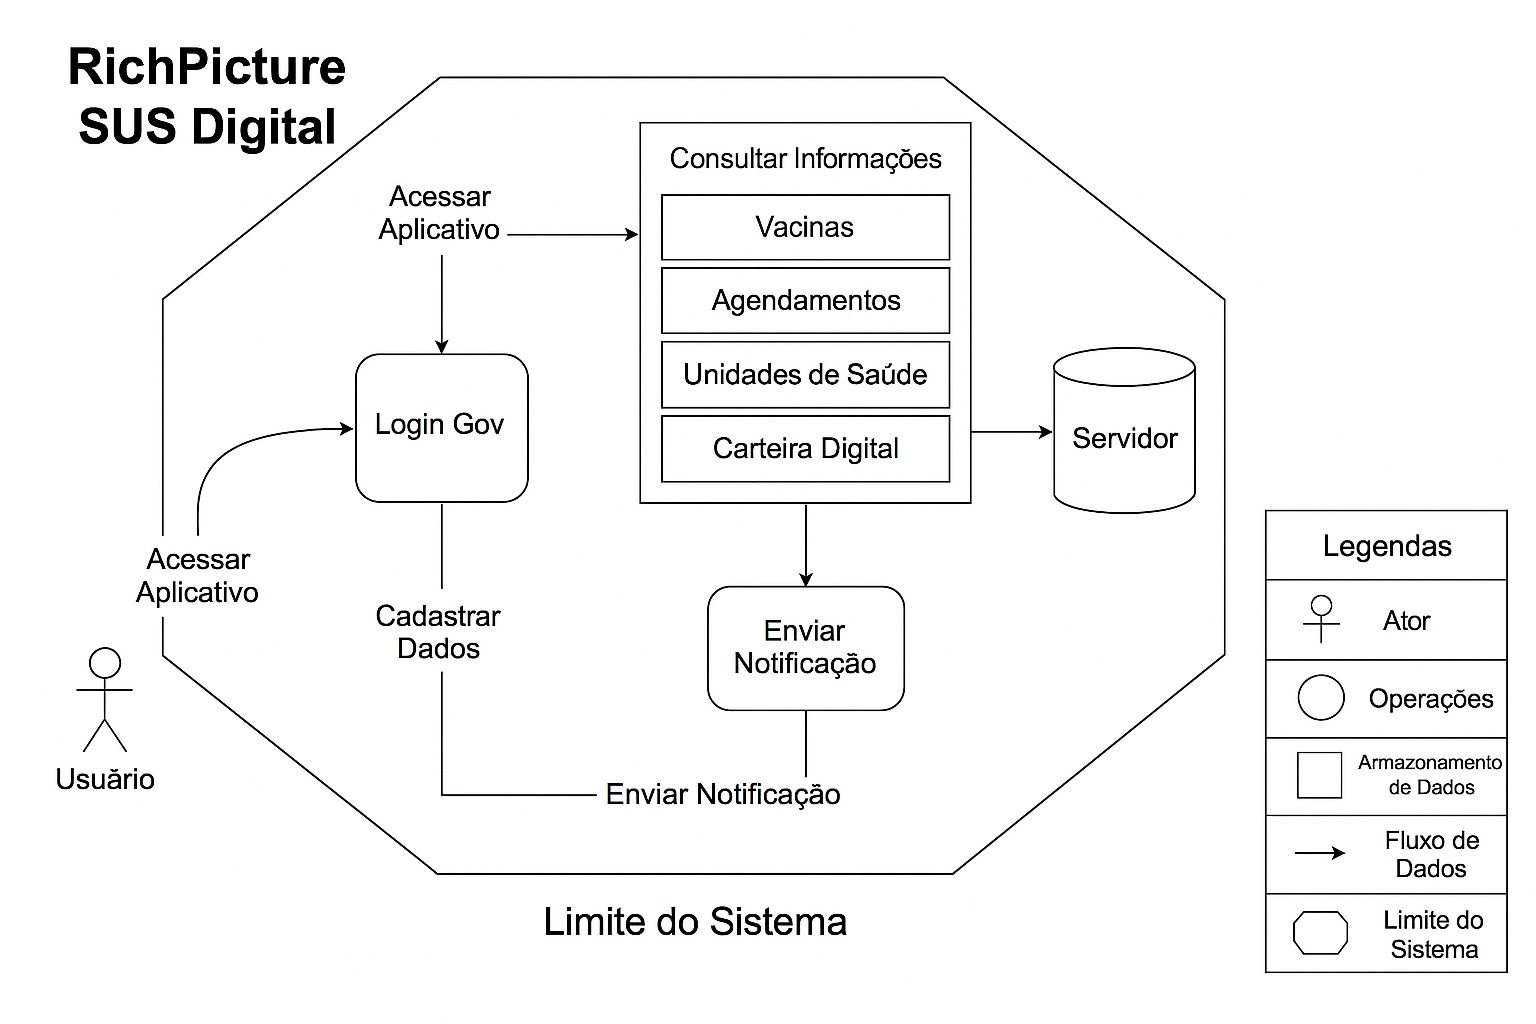 RichPicture
SUS Digital
Consultar Informações
Vacinas
Agendamentos
Unidades de Saúde
Carteira Digital
Acessar
Aplicativo
Login Gov
Servidor
Acessar
Aplicativo
Cadastrar
Dados
Enviar
Notificação
Enviar Notificação
Usuário
Limite do Sistema
Legendas
Ator
Operações
Armazonamento
de Dados
Fluxo de
Dados
Limite do
Sistema